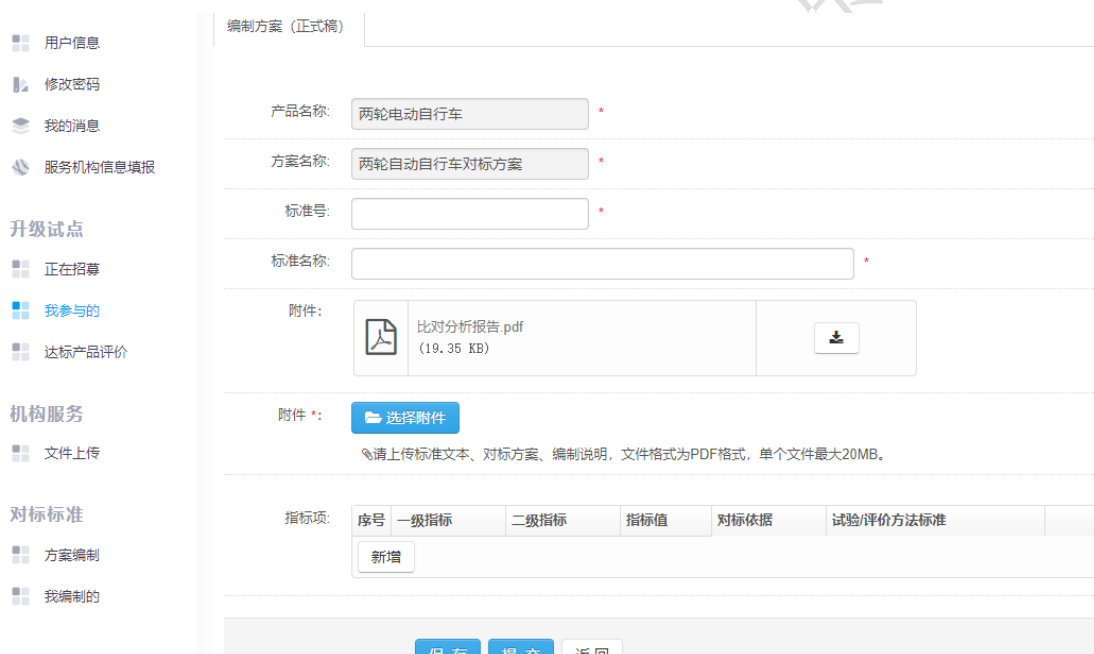 编制方案（正式稿）
用户信息
修改密码
我的消息
服务机构信息填报
升级试点
正在招募
我参与的
达标产品评价
机构服务
文件上传
对标标准
方案编制
我编制的
产品名称: 两轮电动自行车 *
方案名称: 两轮自动自行车对标方案 *
标准号: *
标准名称: *
附件:
比对分析报告.pdf
(19.35 KB)
附件 *: 选择附件
请上传标准文本、对标方案、编制说明，文件格式为PDF格式，单个文件最大20MB。
指标项: 序号 一级指标 二级指标 指标值 对标依据 试验/评价方法标准
新增
保 存 提 交 返 回